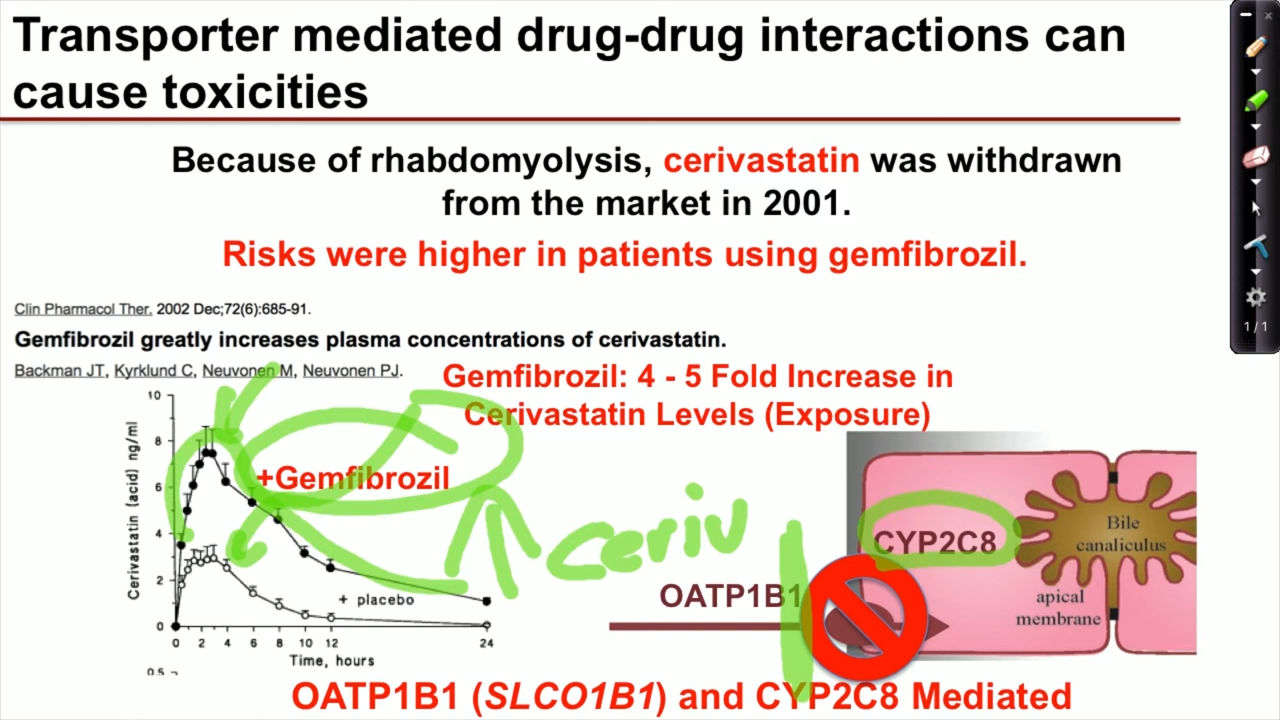 Transporter mediated drug-drug interactions can
cause toxicities
Because of rhabdomyolysis, cerivastatin was withdrawn
from the market in 2001.
Risks were higher in patients using gemfibrozil.
Clin Pharmacol Ther. 2002 Dec;72(6):685-91.
Gemfibrozil greatly increases plasma concentrations of cerivastatin.
Backman JT, Kyrklund C, Neuvonen M, Neuvonen PJ.
Gemfibrozil: 4 - 5 Fold Increase in
Cerivastatin Levels (Exposure)
Cerivastatin (acid) ng/ml
10
8
6
4
2
0
+Gemfibrozil
+ placebo
0 2 4 6 8 10 12 24
Time, hours
0.5
ceriv
OATP1B1
CYP2C8
Bile
canaliculus
apical
membrane
OATP1B1 (SLCO1B1) and CYP2C8 Mediated
1/1